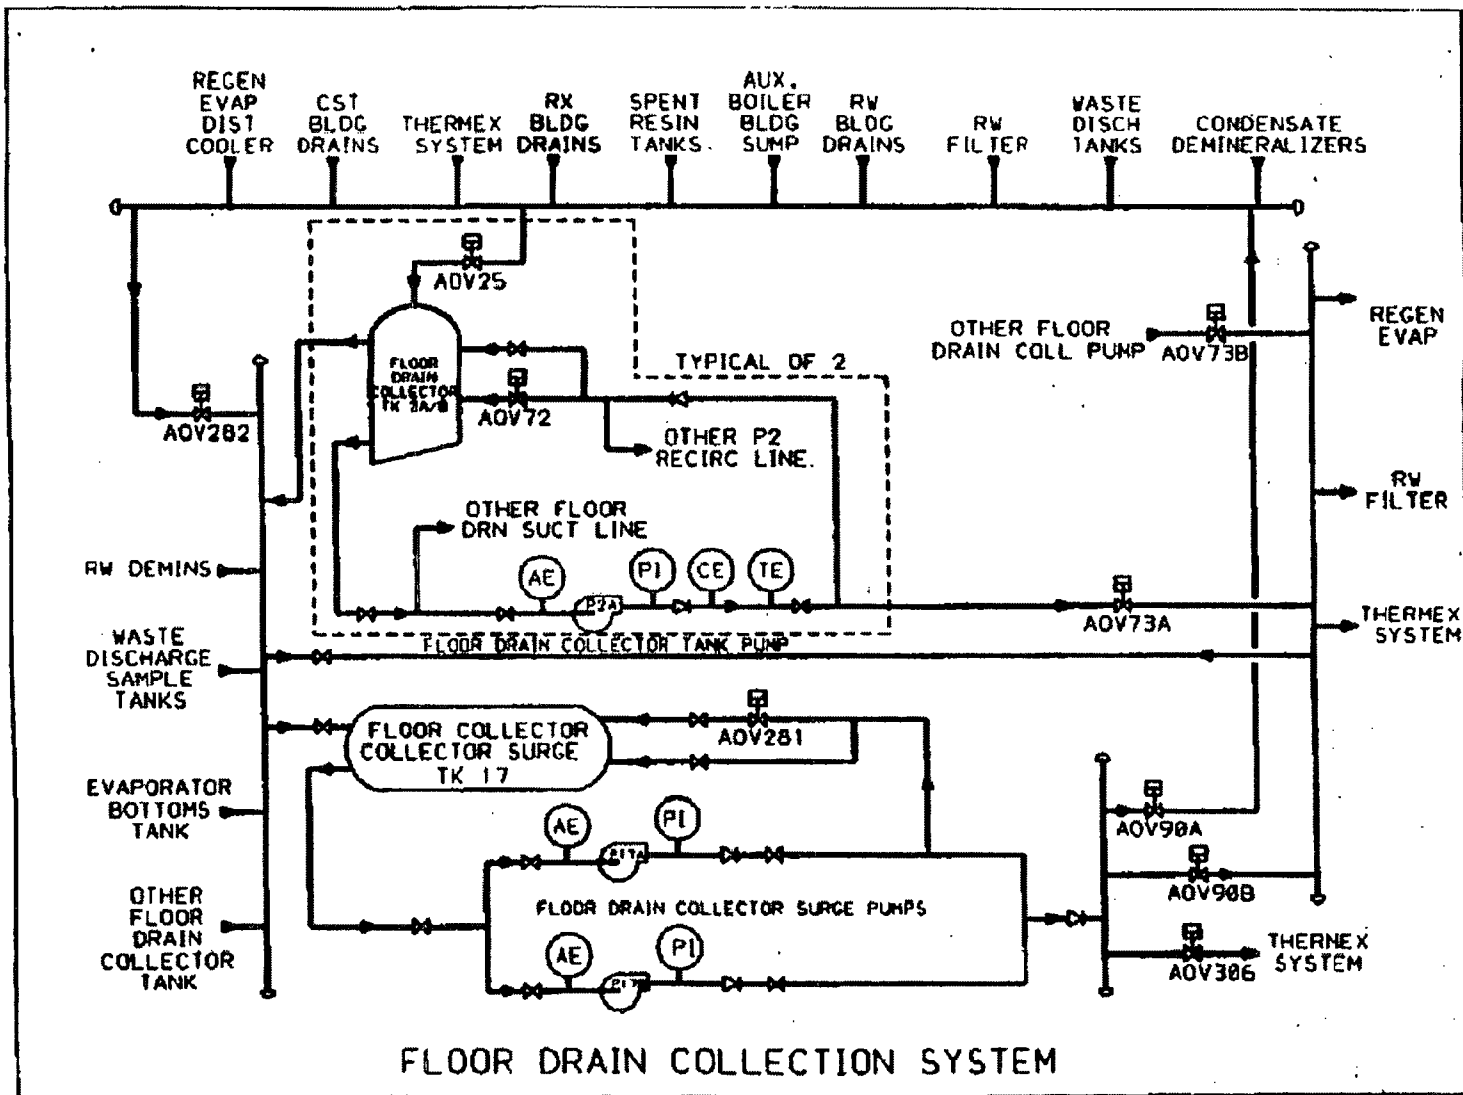 REGEN
EVAP
DIST
COOLER
CST
BLDG
DRAINS
THERMEX
SYSTEM
RX
BLDG
DRAINS
SPENT
RESIN
TANKS.
AUX.
BOILER
BLDG
SUMP
RW
BLDG
DRAINS
RW
FILTER
WASTE
DISCH
TANKS
CONDENSATE
DEMINERALIZERS
AOV25
FLOOR
DRAIN
COLLECTOR
TK 2A/B
AOV72
TYPICAL OF 2
OTHER P2
RECIRC LINE.
OTHER FLOOR
DRAIN COLL PUMP
AOV73B
REGEN
EVAP
AOV282
RW
FILTER
OTHER FLOOR
DRN SUCT LINE
RW DEMINS
AE
P2A
PI
CE
TE
AOV73A
THERMEX
SYSTEM
FLOOR DRAIN COLLECTOR TANK PUMP
WASTE
DISCHARGE
SAMPLE
TANKS
FLOOR COLLECTOR
COLLECTOR SURGE
TK 17
AOV281
EVAPORATOR
BOTTOMS
TANK
AE
P17A
PI
AOV90A
AOV90B
FLOOR DRAIN COLLECTOR SURGE PUMPS
OTHER
FLOOR
DRAIN
COLLECTOR
TANK
AE
PI
AOV306
THERNEX
SYSTEM
FLOOR DRAIN COLLECTION SYSTEM